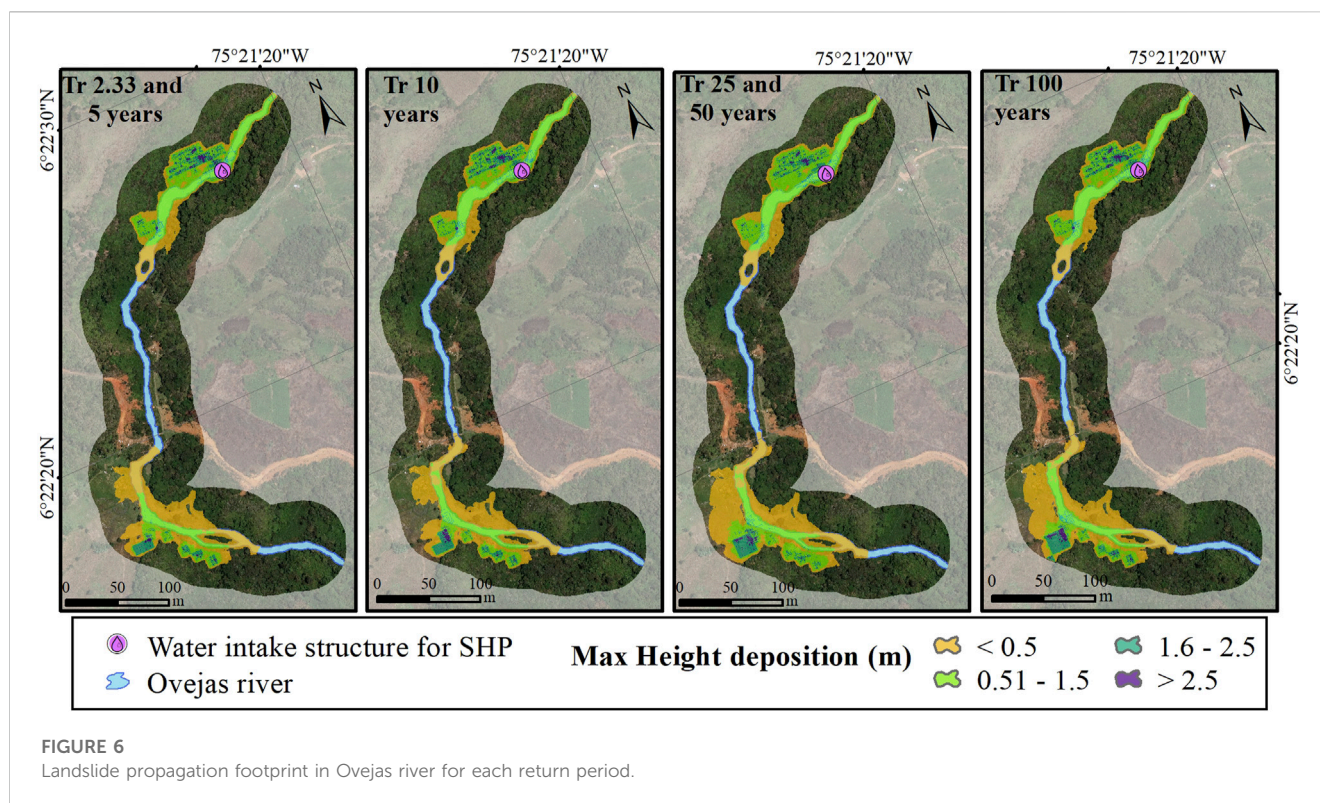 75°21'20"W
75°21'20"W
75°21'20"W
75°21'20"W
Tr 2.33 and
5 years
N
Tr 10
years
N
Tr 25 and
50 years
N
Tr 100
years
N
6°22'30"N
6°22'20"N
6°22'20"N
0 50 100
m
0 50 100
m
0 50 100
m
0 50 100
m
Water intake structure for SHP
Ovejas river
Max Height deposition (m)
< 0.5
0.51 - 1.5
1.6 - 2.5
> 2.5
FIGURE 6
Landslide propagation footprint in Ovejas river for each return period.